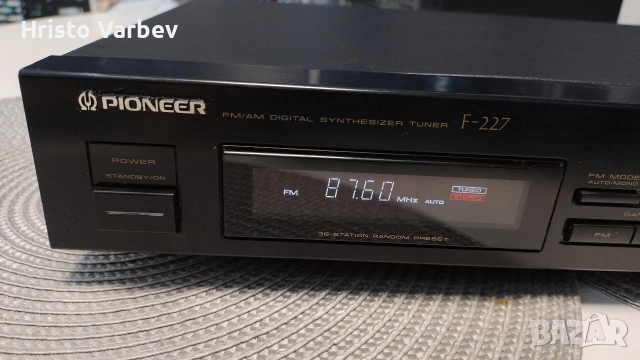 Hristo Varbev
PIONEER
FM/AM DIGITAL SYNTHESIZER TUNER F-227
POWER
STANDBY/ON
FM 87.60 MHz AUTO
TUNED
STEREO
FM MODE
AUTO/MONO
FM
30-STATION RANDOM PRESET
BAZAR